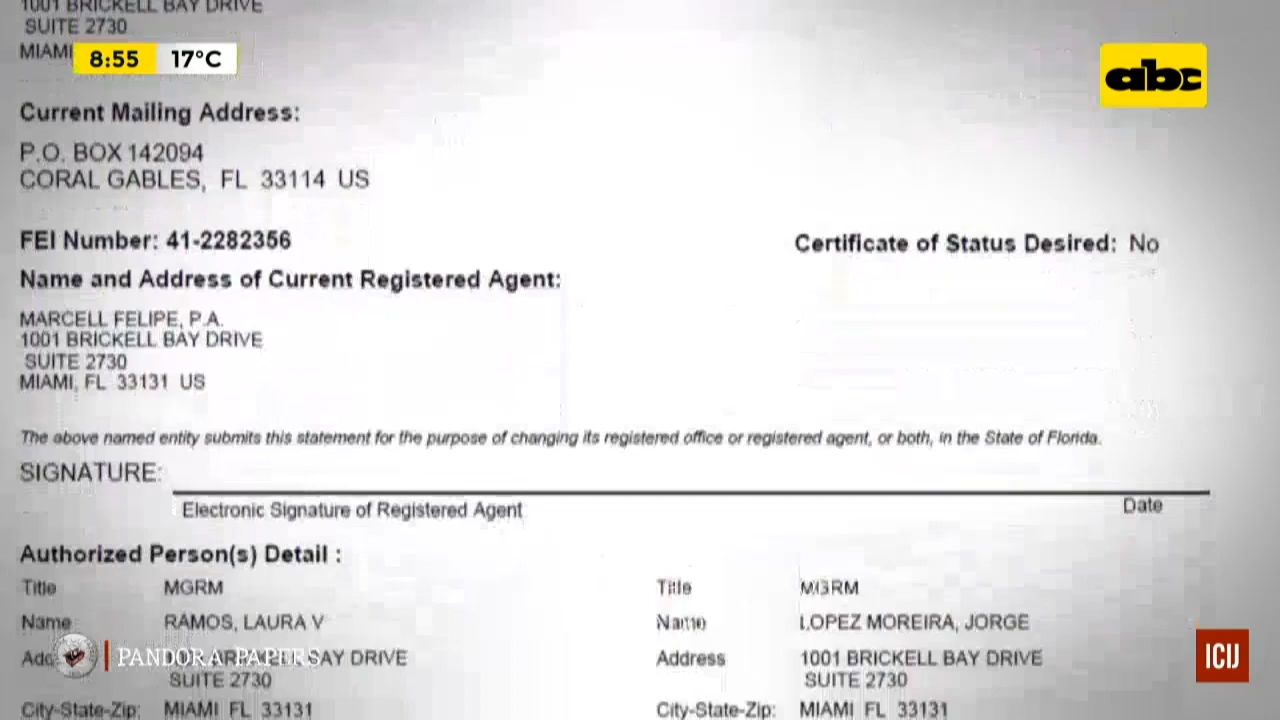 1001 BRICKELL BAY DRIVE
SUITE 2730
MIAMI
8:55 17°C
abc
Current Mailing Address:
P.O. BOX 142094
CORAL GABLES, FL 33114 US
FEI Number: 41-2282356
Certificate of Status Desired: No
Name and Address of Current Registered Agent:
MARCELL FELIPE, P.A.
1001 BRICKELL BAY DRIVE
SUITE 2730
MIAMI, FL 33131 US
The above named entity submits this statement for the purpose of changing its registered office or registered agent, or both, in the State of Florida.
SIGNATURE:
Electronic Signature of Registered Agent
Date
Authorized Person(s) Detail :
Title MGRM
Name RAMOS, LAURA V
AY DRIVE
SUITE 2730
City-State-Zip: MIAMI FL 33131
Title MGRM
Name LOPEZ MOREIRA, JORGE
Address 1001 BRICKELL BAY DRIVE
SUITE 2730
City-State-Zip: MIAMI FL 33131
PANDORA PAPERS
ICIJ